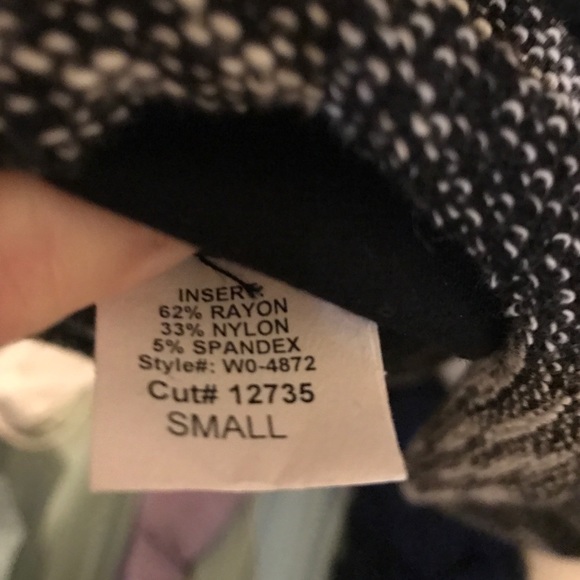 INSERT:
62% RAYON
33% NYLON
5% SPANDEX
Style#: W0-4872
Cut# 12735
SMALL